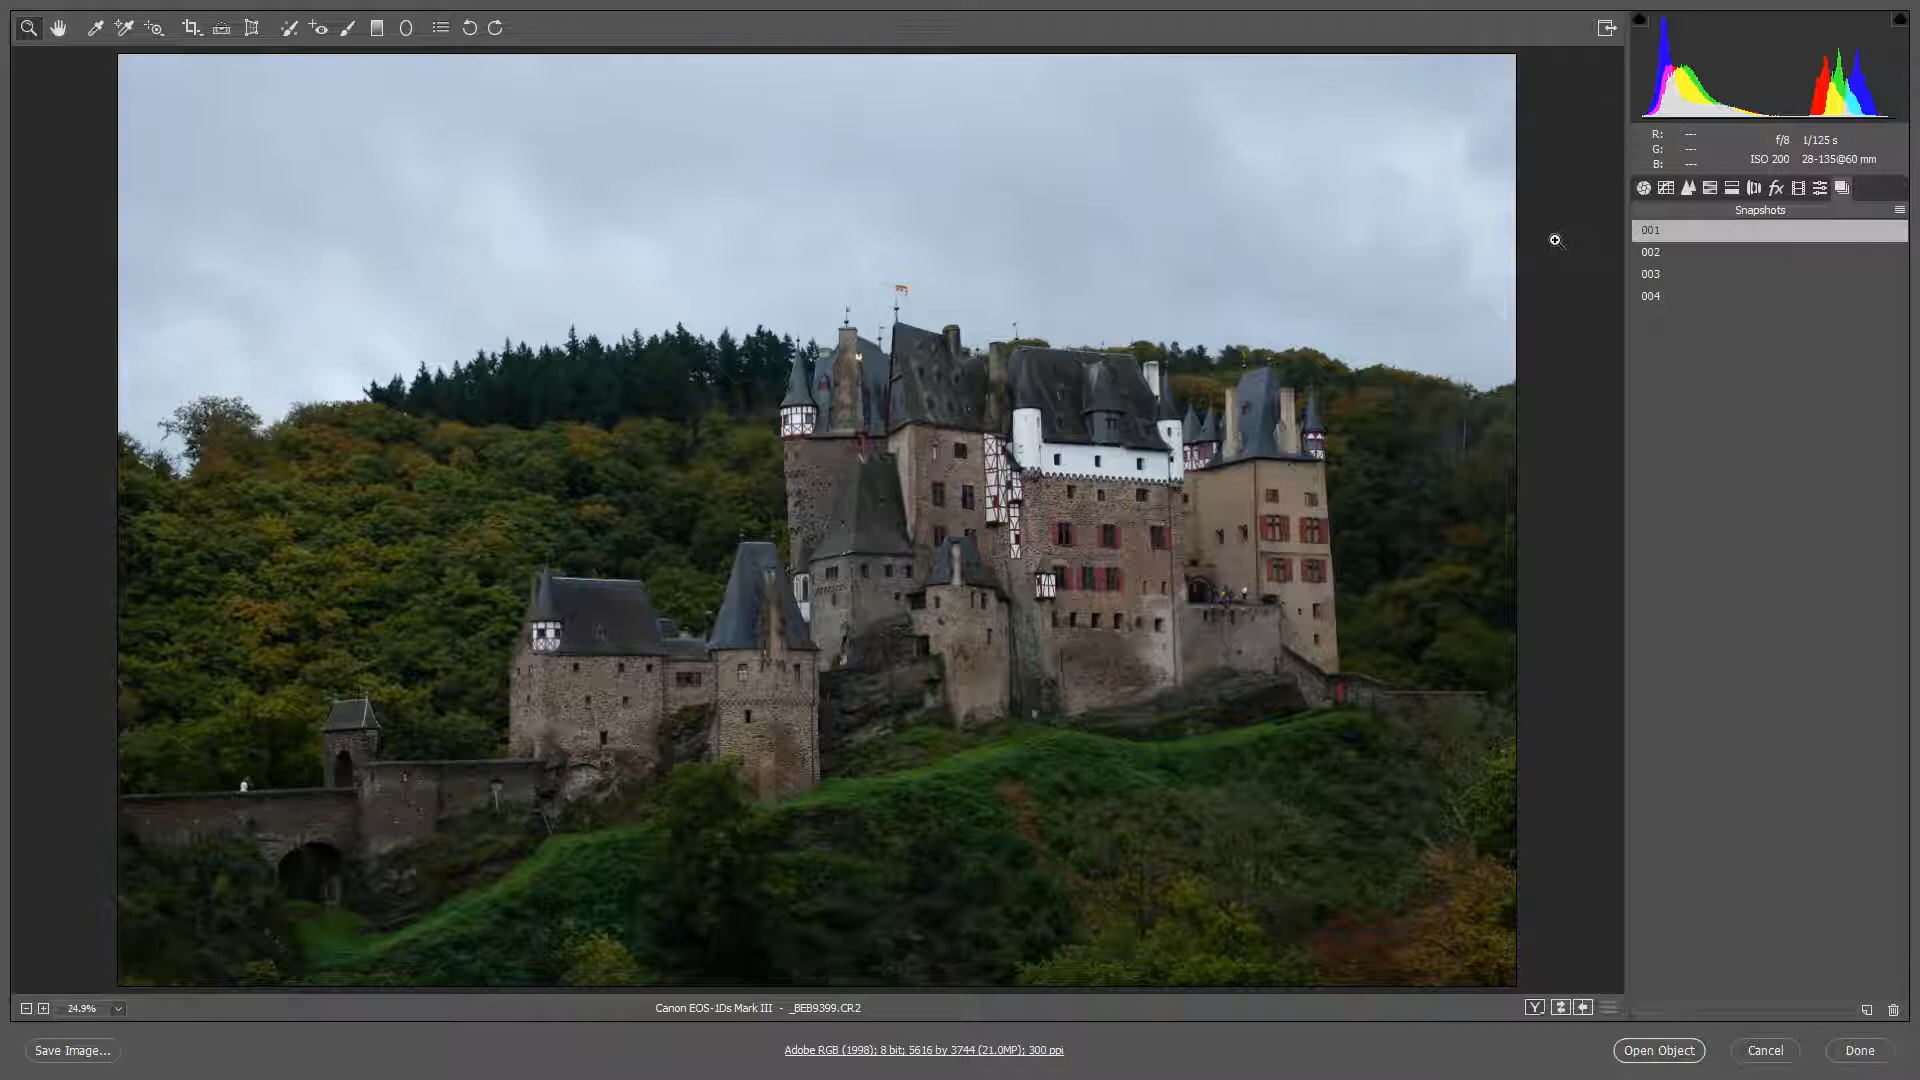 R: ---
G: ---
B: ---
f/8 1/125 s
ISO 200 28-135@60 mm
fx
Snapshots
001
002
003
004
24.9%
Canon EOS-1Ds Mark III - _BEB9399.CR2
Y
Save Image...
Adobe RGB (1998); 8 bit; 5616 by 3744 (21.0MP); 300 ppi
Open Object
Cancel
Done